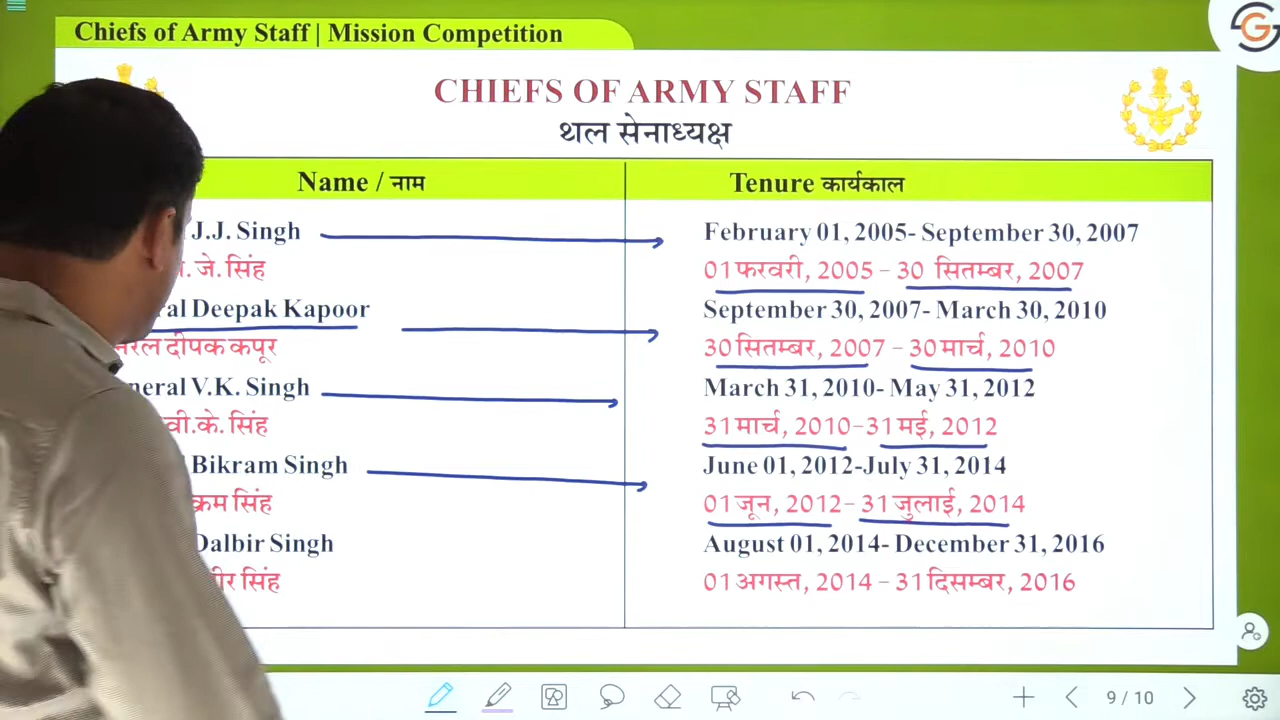 Chiefs of Army Staff | Mission Competition
CHIEFS OF ARMY STAFF
थल सेनाध्यक्ष
Name / नाम
Tenure कार्यकाल
J.J. Singh
February 01, 2005- September 30, 2007
जे. सिंह
01 फरवरी, 2005 – 30 सितम्बर, 2007
Deepak Kapoor
September 30, 2007- March 30, 2010
दीपक कपूर
30 सितम्बर, 2007 – 30 मार्च, 2010
V.K. Singh
March 31, 2010- May 31, 2012
वी.के. सिंह
31 मार्च, 2010–31 मई, 2012
Bikram Singh
June 01, 2012-July 31, 2014
सिंह
01 जून, 2012– 31 जुलाई, 2014
Dalbir Singh
August 01, 2014- December 31, 2016
सिंह
01 अगस्त, 2014 – 31 दिसम्बर, 2016
9 / 10